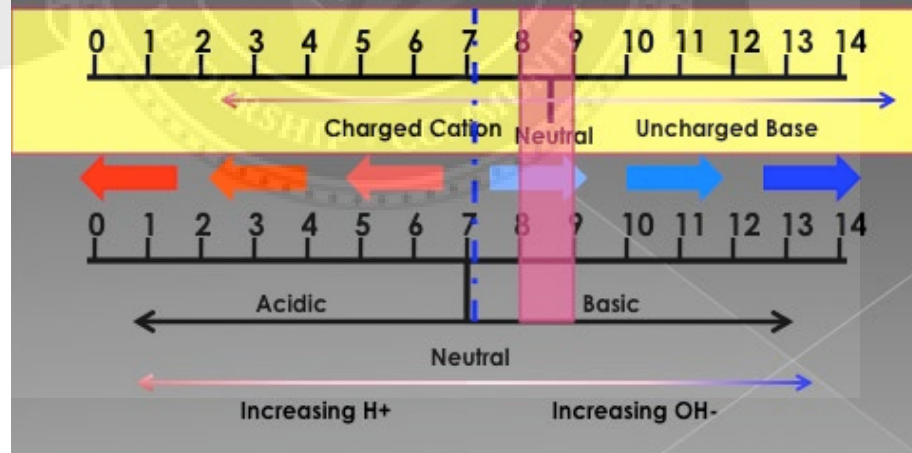 0 1 2 3 4 5 6 7 8 9 10 11 12 13 14
Charged Cation Neutral Uncharged Base
0 1 2 3 4 5 6 7 8 9 10 11 12 13 14
Acidic Basic
Neutral
Increasing H+ Increasing OH-